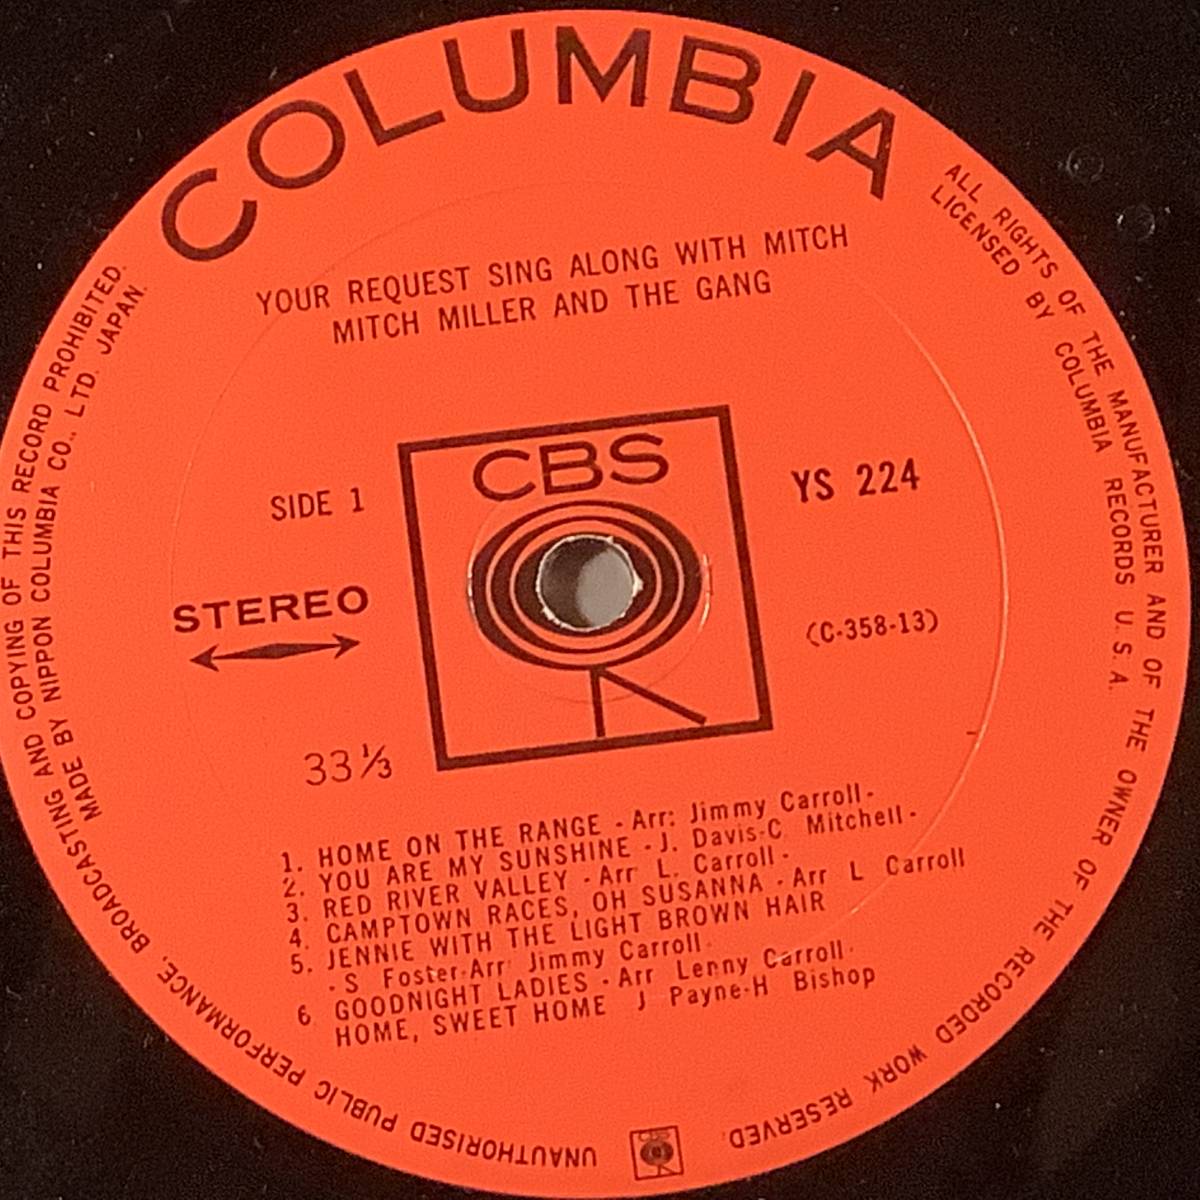 COLUMBIA
YOUR REQUEST SING ALONG WITH MITCH
MITCH MILLER AND THE GANG
CBS
SIDE 1
YS 224
STEREO
(C-358-13)
33 1/3
1. HOME ON THE RANGE - Arr: Jimmy Carroll -
2. YOU ARE MY SUNSHINE - J. Davis-C. Mitchell -
3. RED RIVER VALLEY - Arr L. Carroll -
4. CAMPTOWN RACES, OH SUSANNA - Arr L Carroll
5. JENNIE WITH THE LIGHT BROWN HAIR
- S Foster-Arr Jimmy Carroll
6 GOODNIGHT LADIES - Arr Lenny Carroll -
HOME, SWEET HOME J Payne-H Bishop
ALL RIGHTS OF THE MANUFACTURER AND OF THE OWNER OF THE RECORDED WORK RESERVED.
LICENSED BY COLUMBIA RECORDS U. S. A.
UNAUTHORISED PUBLIC PERFORMANCE, BROADCASTING AND COPYING OF THIS RECORD PROHIBITED.
MADE BY NIPPON COLUMBIA CO., LTD. JAPAN.
CBS